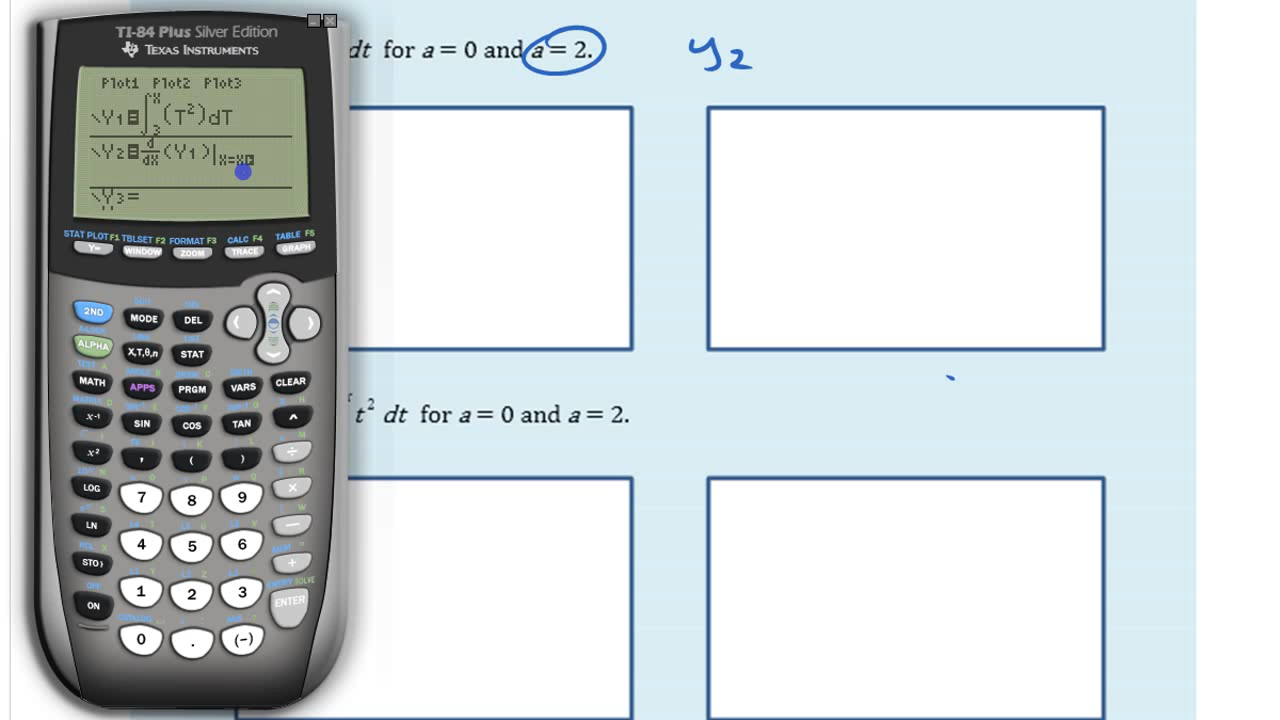 TI-84 Plus Silver Edition
TEXAS INSTRUMENTS
Plot1 Plot2 Plot3
\Y1=∫₃ˣ(T²)dT
\Y2=d/dx(Y1)|x=x
\Y3=
STAT PLOT F1 TBLSET F2 FORMAT F3 CALC F4 TABLE F5
Y= WINDOW ZOOM TRACE GRAPH
2ND MODE DEL
ALPHA X,T,θ,n STAT
MATH APPS PRGM VARS CLEAR
x⁻¹ SIN COS TAN ^
x² , ( ) ÷
LOG 7 8 9 ×
LN 4 5 6 —
STO› 1 2 3 +
ON 0 . (–) ENTER
dt for a = 0 and a = 2. y2
t² dt for a = 0 and a = 2.